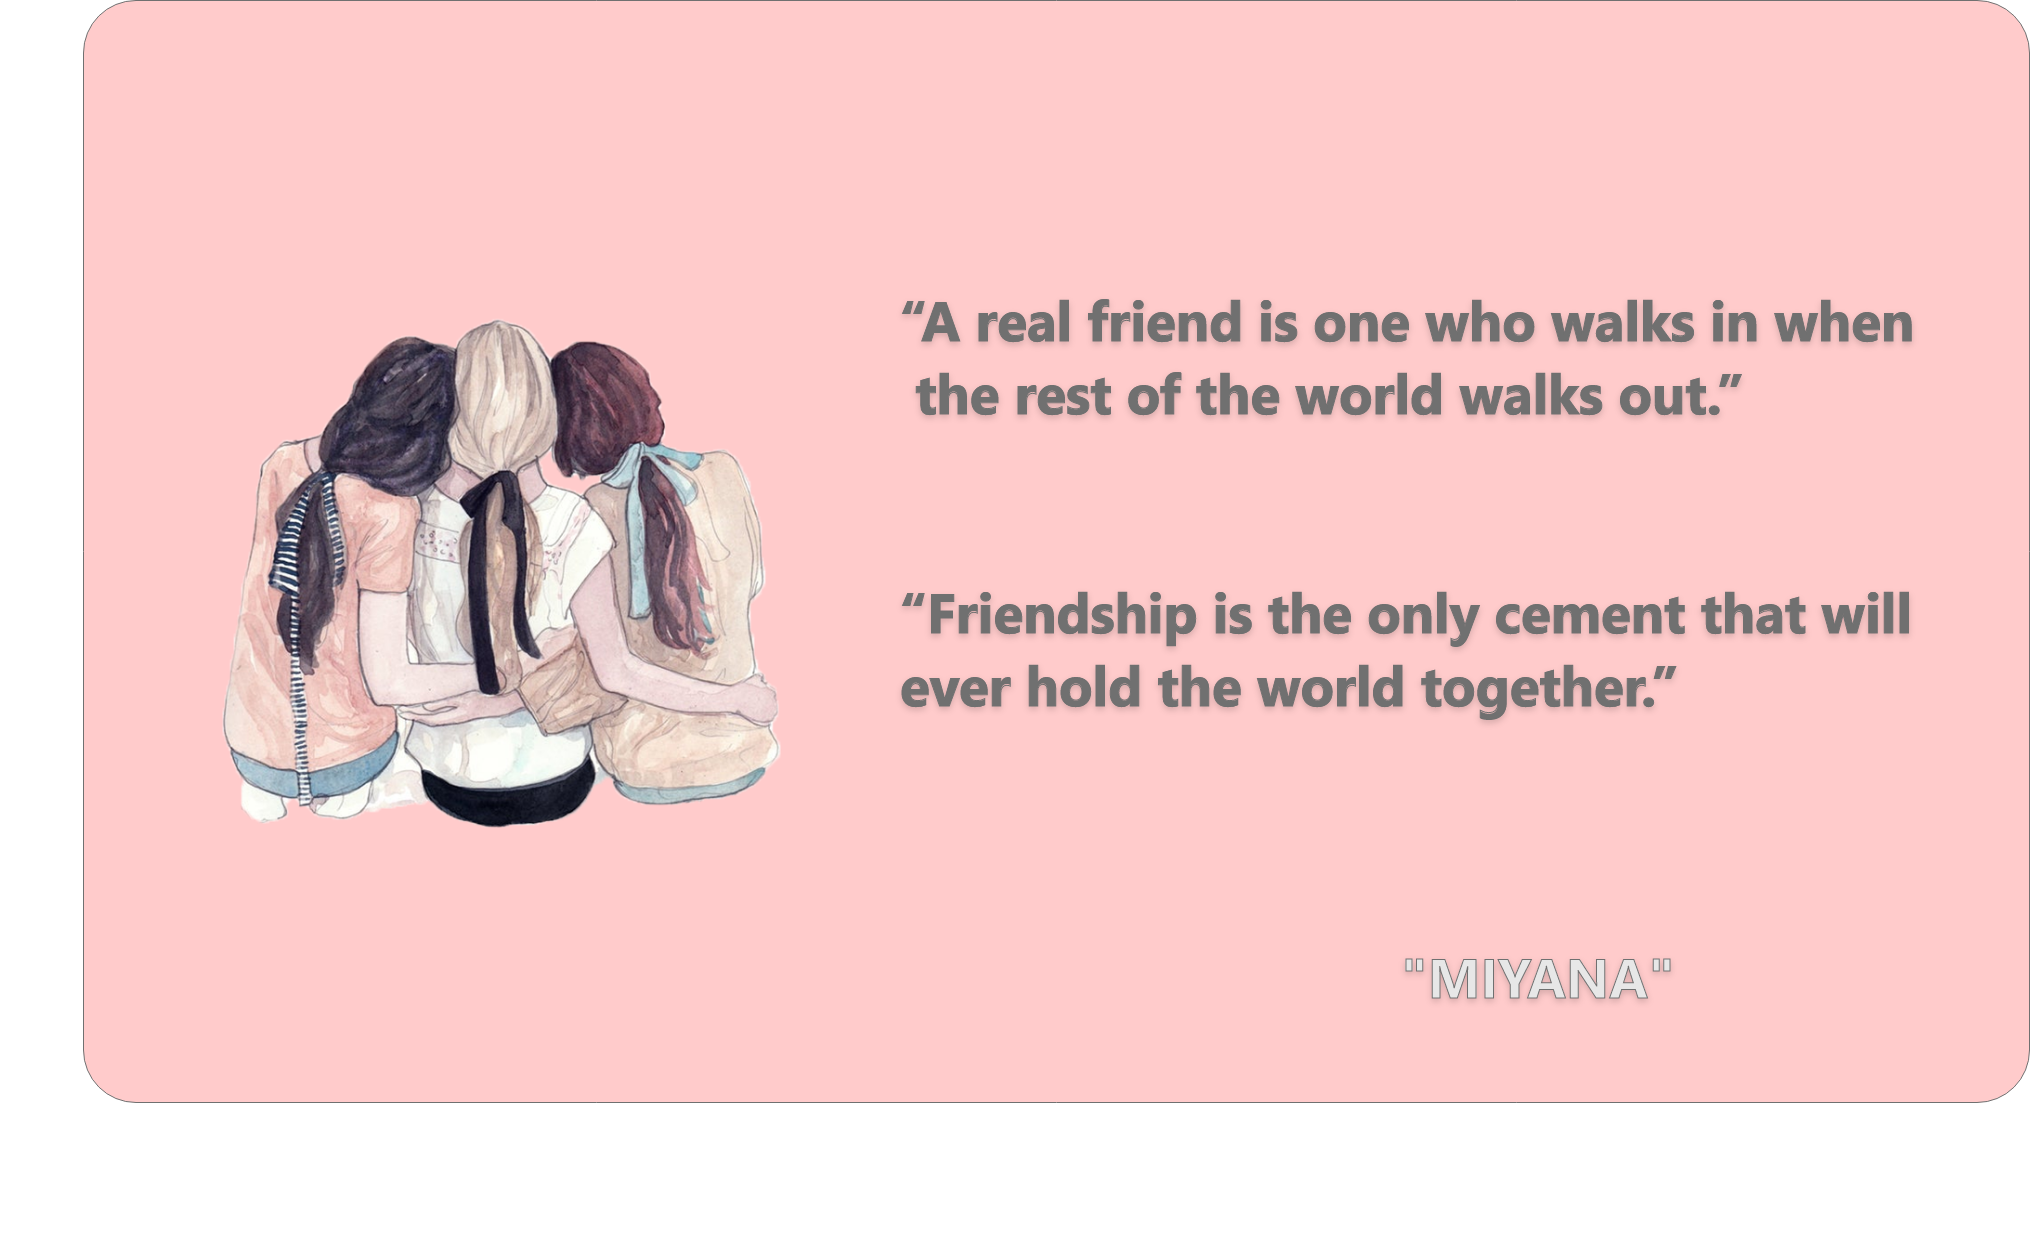 “A real friend is one who walks in when
the rest of the world walks out.”
“Friendship is the only cement that will
ever hold the world together.”
"MIYANA"